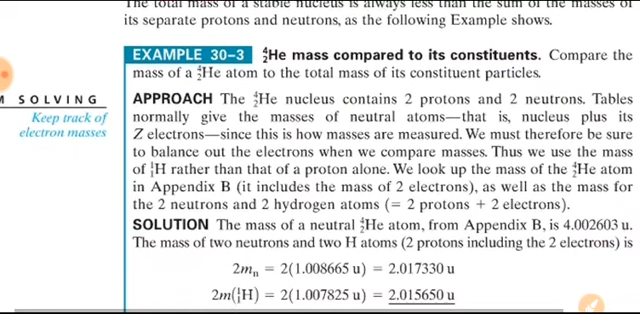 The total mass of a stable nucleus is always less than the sum of the masses of
its separate protons and neutrons, as the following Example shows.
EXAMPLE 30–3 ⁴₂He mass compared to its constituents. Compare the
mass of a ⁴₂He atom to the total mass of its constituent particles.
M SOLVING
Keep track of
electron masses
APPROACH The ⁴₂He nucleus contains 2 protons and 2 neutrons. Tables
normally give the masses of neutral atoms—that is, nucleus plus its
Z electrons—since this is how masses are measured. We must therefore be sure
to balance out the electrons when we compare masses. Thus we use the mass
of ¹₁H rather than that of a proton alone. We look up the mass of the ⁴₂He atom
in Appendix B (it includes the mass of 2 electrons), as well as the mass for
the 2 neutrons and 2 hydrogen atoms (= 2 protons + 2 electrons).
SOLUTION The mass of a neutral ⁴₂He atom, from Appendix B, is 4.002603 u.
The mass of two neutrons and two H atoms (2 protons including the 2 electrons) is
2mₙ = 2(1.008665 u) = 2.017330 u
2m(¹₁H) = 2(1.007825 u) = 2.015650 u